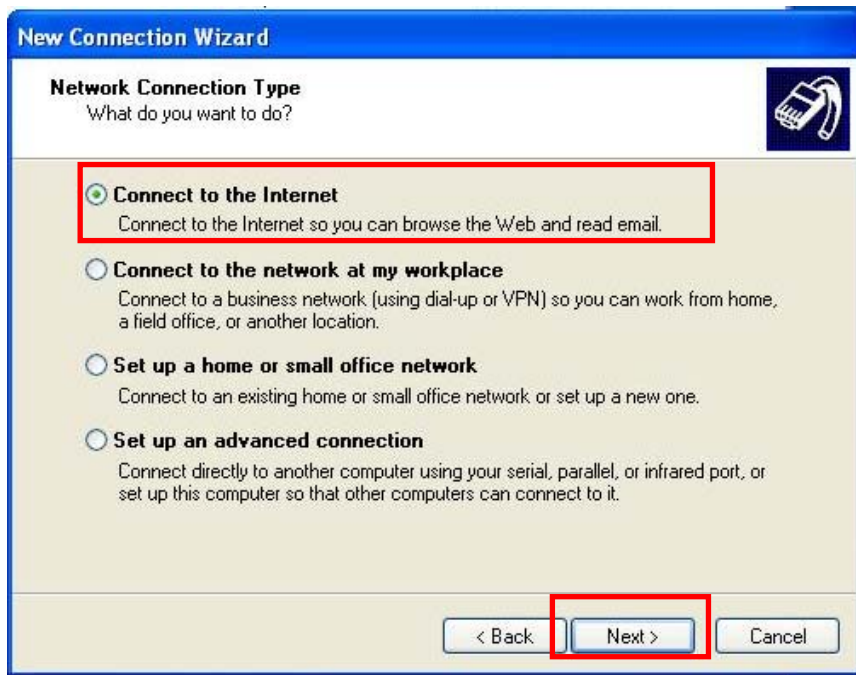 New Connection Wizard
Network Connection Type
What do you want to do?
Connect to the Internet
Connect to the Internet so you can browse the Web and read email.
Connect to the network at my workplace
Connect to a business network (using dial-up or VPN) so you can work from home,
a field office, or another location.
Set up a home or small office network
Connect to an existing home or small office network or set up a new one.
Set up an advanced connection
Connect directly to another computer using your serial, parallel, or infrared port, or
set up this computer so that other computers can connect to it.
< Back Next > Cancel